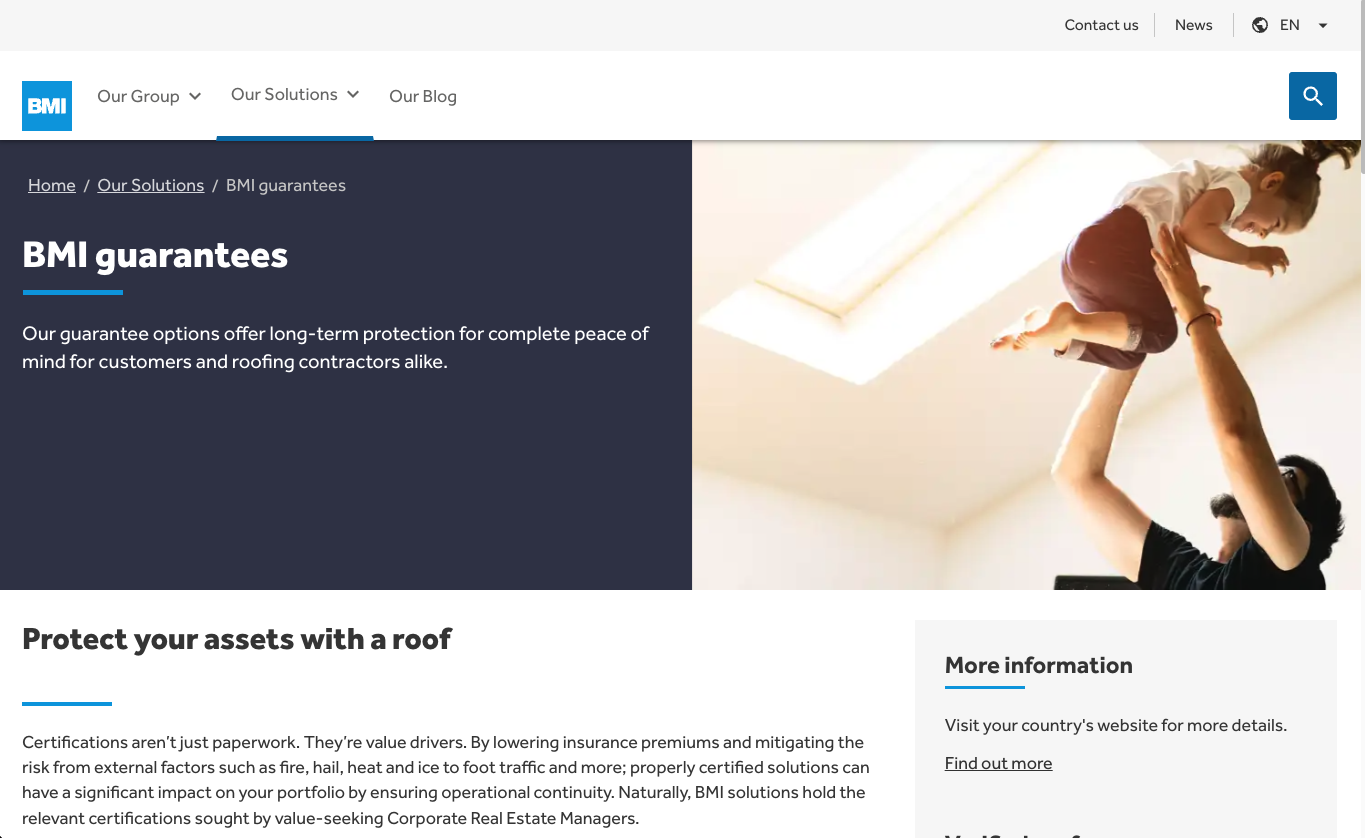 Contact us
News
EN
BMI
Our Group
Our Solutions
Our Blog
Home / Our Solutions / BMI guarantees
BMI guarantees
Our guarantee options offer long-term protection for complete peace of
mind for customers and roofing contractors alike.
Protect your assets with a roof
Certifications aren’t just paperwork. They’re value drivers. By lowering insurance premiums and mitigating the
risk from external factors such as fire, hail, heat and ice to foot traffic and more; properly certified solutions can
have a significant impact on your portfolio by ensuring operational continuity. Naturally, BMI solutions hold the
relevant certifications sought by value-seeking Corporate Real Estate Managers.
More information
Visit your country's website for more details.
Find out more